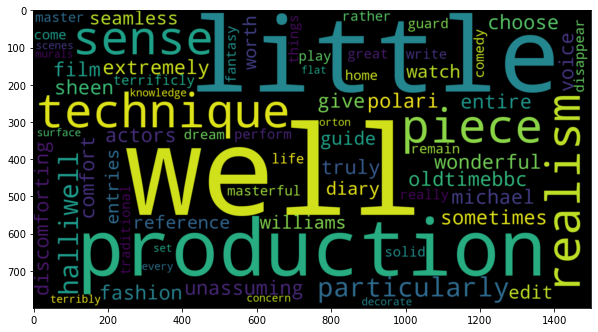 0
100
200
300
400
500
600
700
0
200
400
600
800
1000
1200
1400
master
seamless
come
scenes
murals
sense
little
film
extremely
sheen
terrificly
knowledge
fantasy
worth
things
rather
guard
choose
play
great
write
home
watch
flat
comedy
voice
disappear
technique
give
polari
entire
surface
actors
dream
perform
orton
guide
piece
remain
realism
discomforting
halliwell
comfort
entries
traditional
well
life
truly
wonderful
masterful
diary
oldtimebbc
really
michael
reference
williams
sometimes
production
set
every
solid
fashion
unassuming
particularly
edit
terribly
concern
decorate